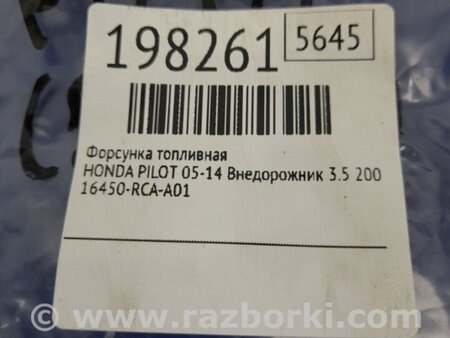 198261
5645
Форсунка топливная
HONDA PILOT 05-14 Внедорожник 3.5 200
16450-RCA-A01
© www.razborki.com